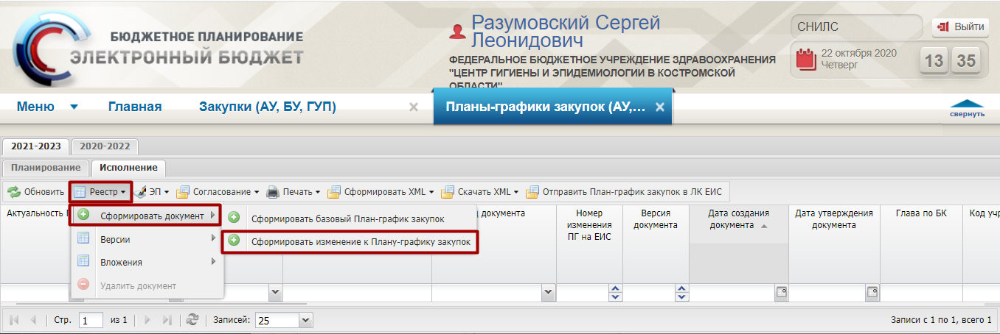 БЮДЖЕТНОЕ ПЛАНИРОВАНИЕ
ЭЛЕКТРОННЫЙ БЮДЖЕТ
Разумовский Сергей
Леонидович
ФЕДЕРАЛЬНОЕ БЮДЖЕТНОЕ УЧРЕЖДЕНИЕ ЗДРАВООХРАНЕНИЯ
"ЦЕНТР ГИГИЕНЫ И ЭПИДЕМИОЛОГИИ В КОСТРОМСКОЙ
ОБЛАСТИ"
СНИЛС
Выйти
22 октября 2020
Четверг
13 35
Меню Главная Закупки (АУ, БУ, ГУП) Планы-графики закупок (АУ,...
свернуть
2021-2023 2020-2022
Планирование Исполнение
Обновить Реестр ЭП Согласование Печать Сформировать XML Скачать XML Отправить План-график закупок в ЛК ЕИС
Актуальность
Сформировать документ
Версии
Вложения
Удалить документ
Сформировать базовый План-график закупок
Сформировать изменение к Плану-графику закупок
документа
Номер
изменения
ПГ на ЕИС
Версия
документа
Дата создания
документа
Дата утверждения
документа
Глава по БК
Код учр
Стр. 1 из 1 Записей: 25 Записи с 1 по 1, всего 1